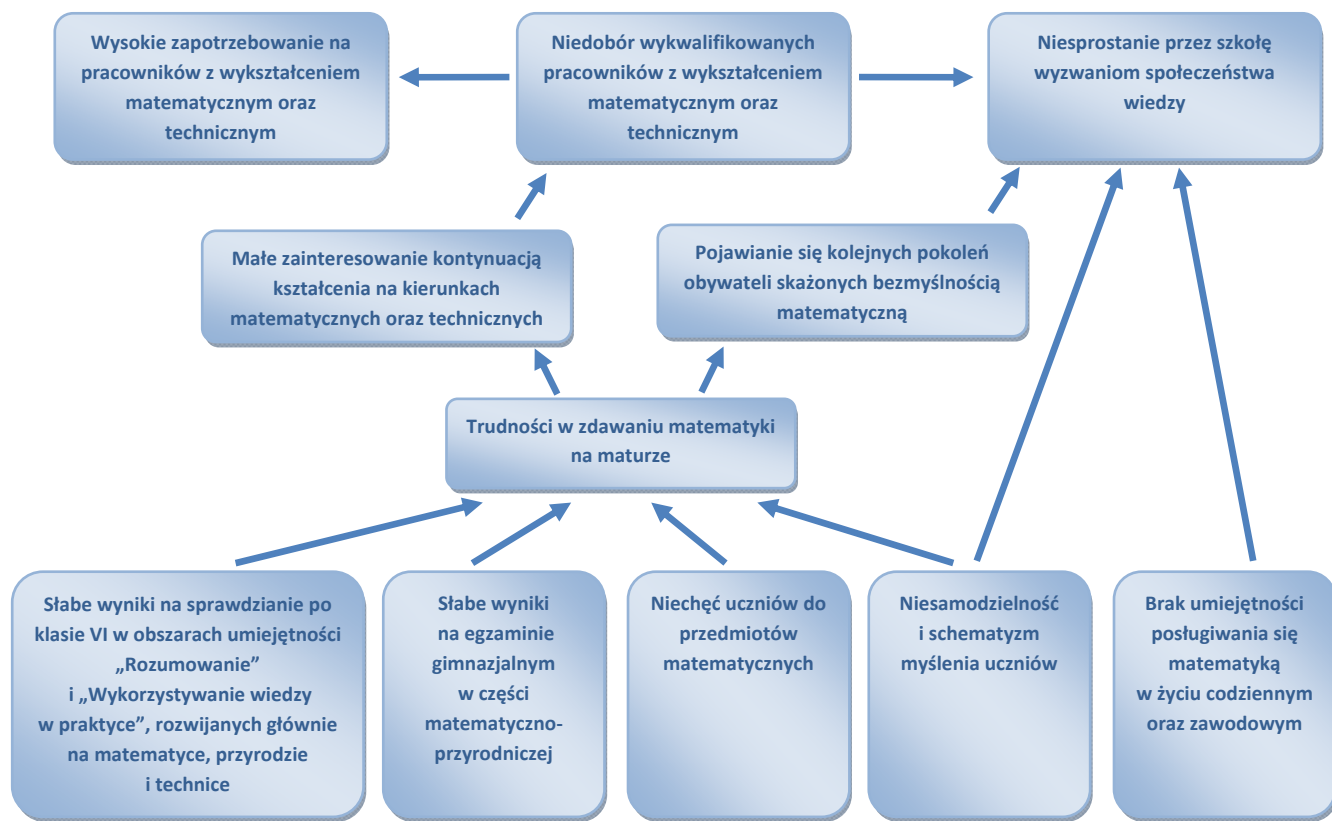 Wysokie zapotrzebowanie na
pracowników z wykształceniem
matematycznym oraz
technicznym
Niedobór wykwalifikowanych
pracowników z wykształceniem
matematycznym oraz
technicznym
Niesprostanie przez szkołę
wyzwaniom społeczeństwa
wiedzy
Małe zainteresowanie kontynuacją
kształcenia na kierunkach
matematycznych oraz technicznych
Pojawianie się kolejnych pokoleń
obywateli skażonych bezmyślnością
matematyczną
Trudności w zdawaniu matematyki
na maturze
Słabe wyniki na sprawdzianie po
klasie VI w obszarach umiejętności
„Rozumowanie”
i „Wykorzystywanie wiedzy
w praktyce”, rozwijanych głównie
na matematyce, przyrodzie
i technice
Słabe wyniki
na egzaminie
gimnazjalnym
w części
matematyczno-
przyrodniczej
Niechęć uczniów do
przedmiotów
matematycznych
Niesamodzielność
i schematyzm
myślenia uczniów
Brak umiejętności
posługiwania się
matematyką
w życiu codziennym
oraz zawodowym